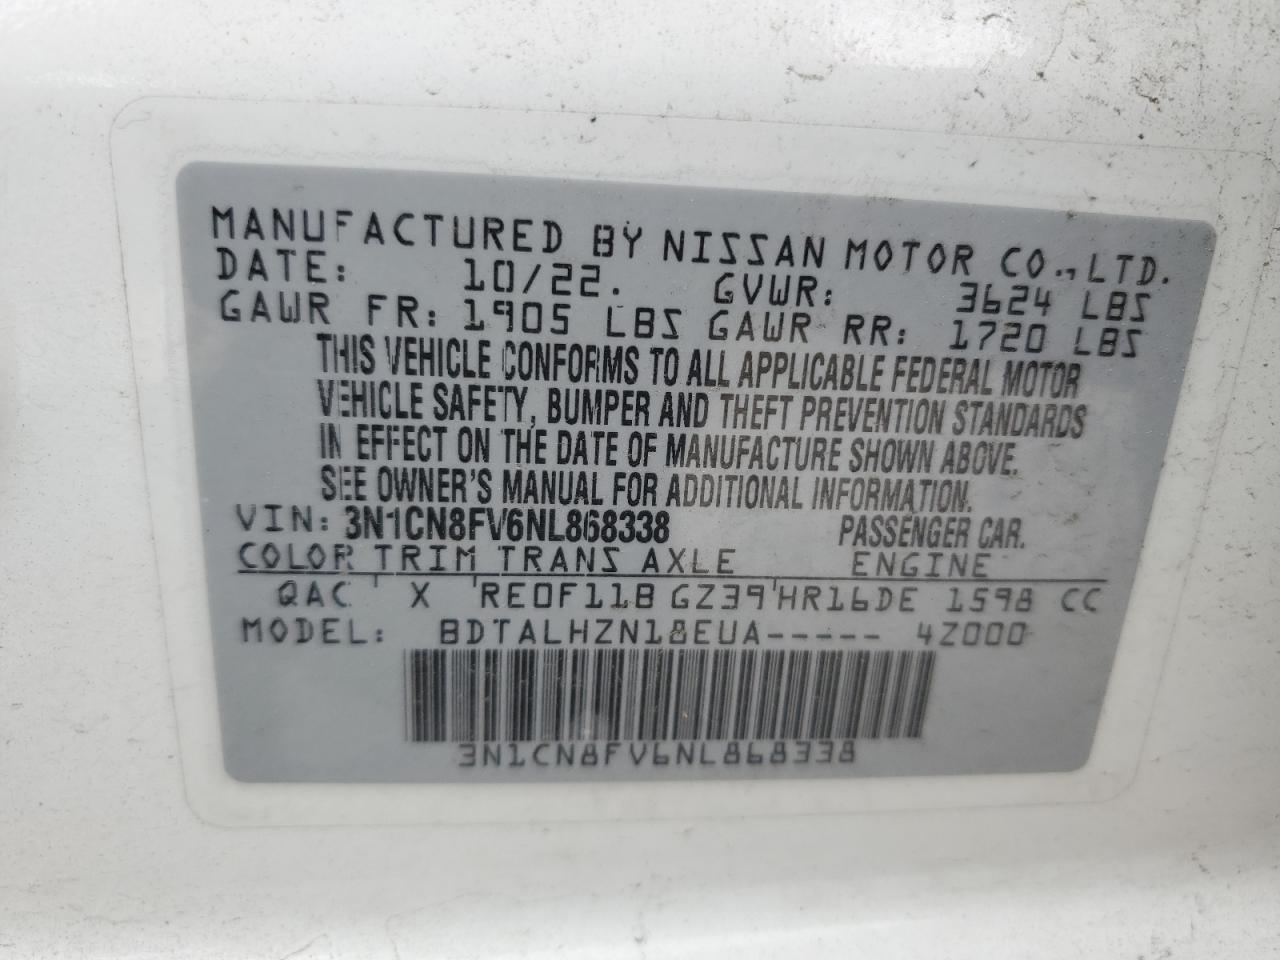 MANUFACTURED BY NISSAN MOTOR CO., LTD.
DATE: 10/22. GVWR: 3624 LBS
GAWR FR: 1905 LBS GAWR RR: 1720 LBS
THIS VEHICLE CONFORMS TO ALL APPLICABLE FEDERAL MOTOR
VEHICLE SAFETY, BUMPER AND THEFT PREVENTION STANDARDS
IN EFFECT ON THE DATE OF MANUFACTURE SHOWN ABOVE.
SEE OWNER'S MANUAL FOR ADDITIONAL INFORMATION.
VIN: 3N1CN8FV6NL868338 PASSENGER CAR.
COLOR TRIM TRANS AXLE ENGINE
QAC ' X RE0F11B GZ39 ' HR16DE 1598 CC
MODEL: BDTALHZN18EUA----- 4Z000
3N1CN8FV6NL868338